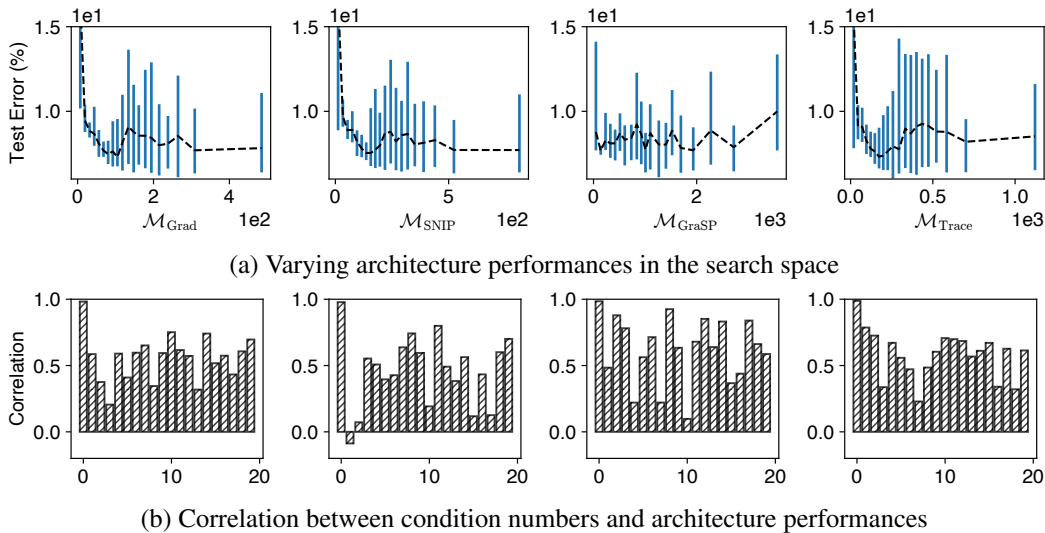 1e1 1e1 1e1 1e1
1.5 1.5 1.5 1.5
Test Error (%)
1.0 1.0 1.0 1.0
0 2 4 0 5 0 2 0.0 0.5 1.0
M_Grad 1e2 M_SNIP 1e2 M_GraSP 1e3 M_Trace 1e3
(a) Varying architecture performances in the search space
1.0 1.0 1.0 1.0
Correlation
0.5 0.5 0.5 0.5
0.0 0.0 0.0 0.0
0 10 20 0 10 20 0 10 20 0 10 20
(b) Correlation between condition numbers and architecture performances